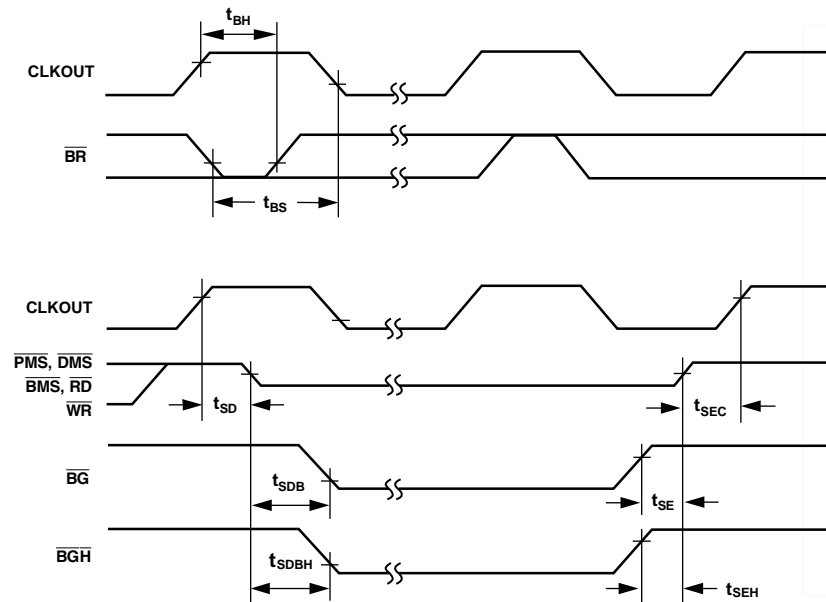 tBH
CLKOUT
BR
tBS
CLKOUT
PMS, DMS
BMS, RD
WR
tSD
tSEC
BG
tSDB
tSE
BGH
tSDBH
tSEH